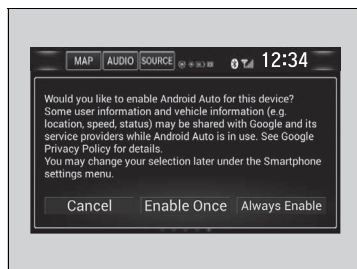 MAP AUDIO SOURCE 12:34
Would you like to enable Android Auto for this device?
Some user information and vehicle information (e.g.
location, speed, status) may be shared with Google and its
service providers while Android Auto is in use. See Google
Privacy Policy for details.
You may change your selection later under the Smartphone
settings menu.
Cancel Enable Once Always Enable